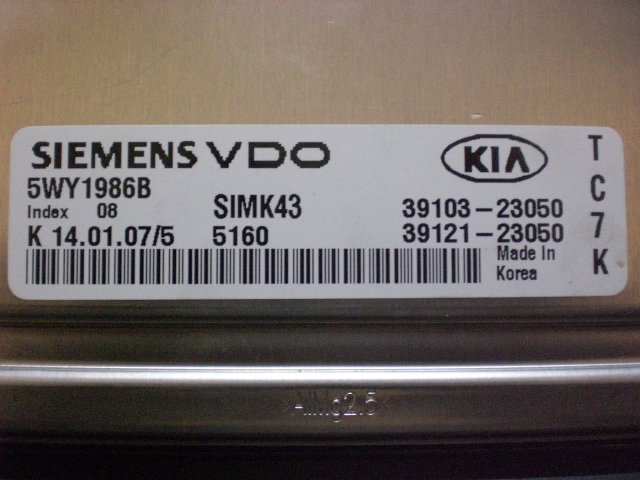 SIEMENS VDO
KIA
5WY1986B
Index 08
SIMK43
39103-23050
K 14.01.07/5
5160
39121-23050
Made In
Korea
TC7K
AlMg2.5